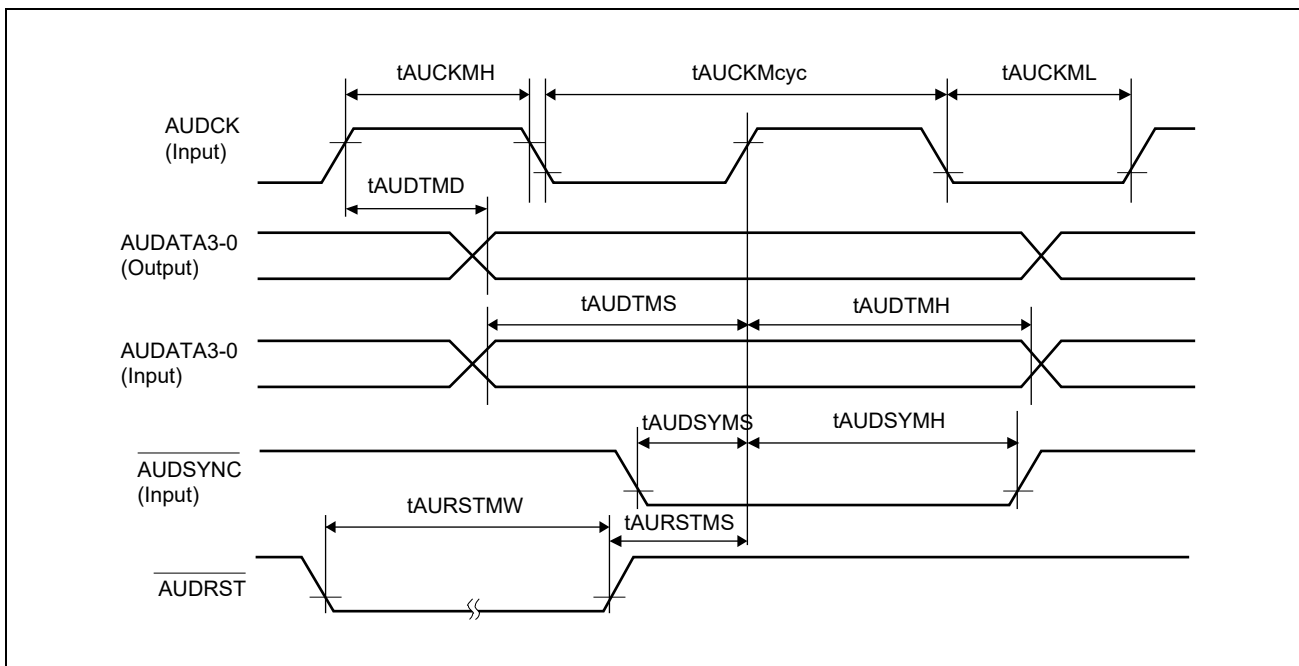 tAUCKMH
tAUCKMcyc
tAUCKML
AUDCK
(Input)
tAUDTMD
AUDATA3-0
(Output)
tAUDTMS
tAUDTMH
AUDATA3-0
(Input)
tAUDSYMS
tAUDSYMH
AUDSYNC
(Input)
tAURSTMW
tAURSTMS
AUDRST